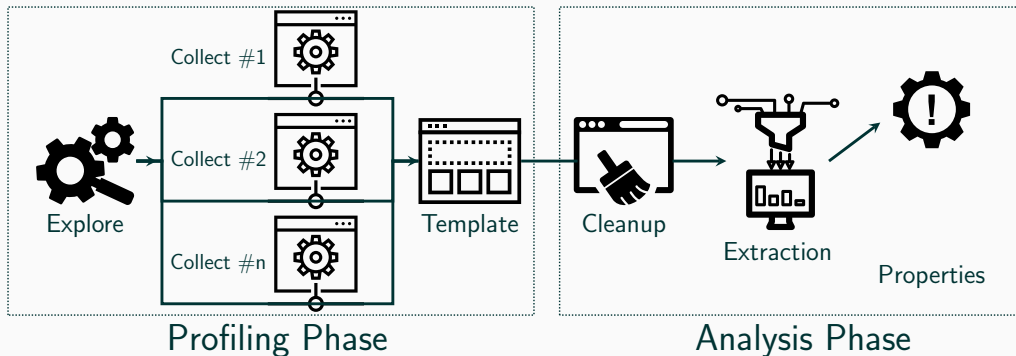 Collect #1
Collect #2
Collect #n
Explore
Template
Cleanup
Extraction
!
Properties
Profiling Phase
Analysis Phase